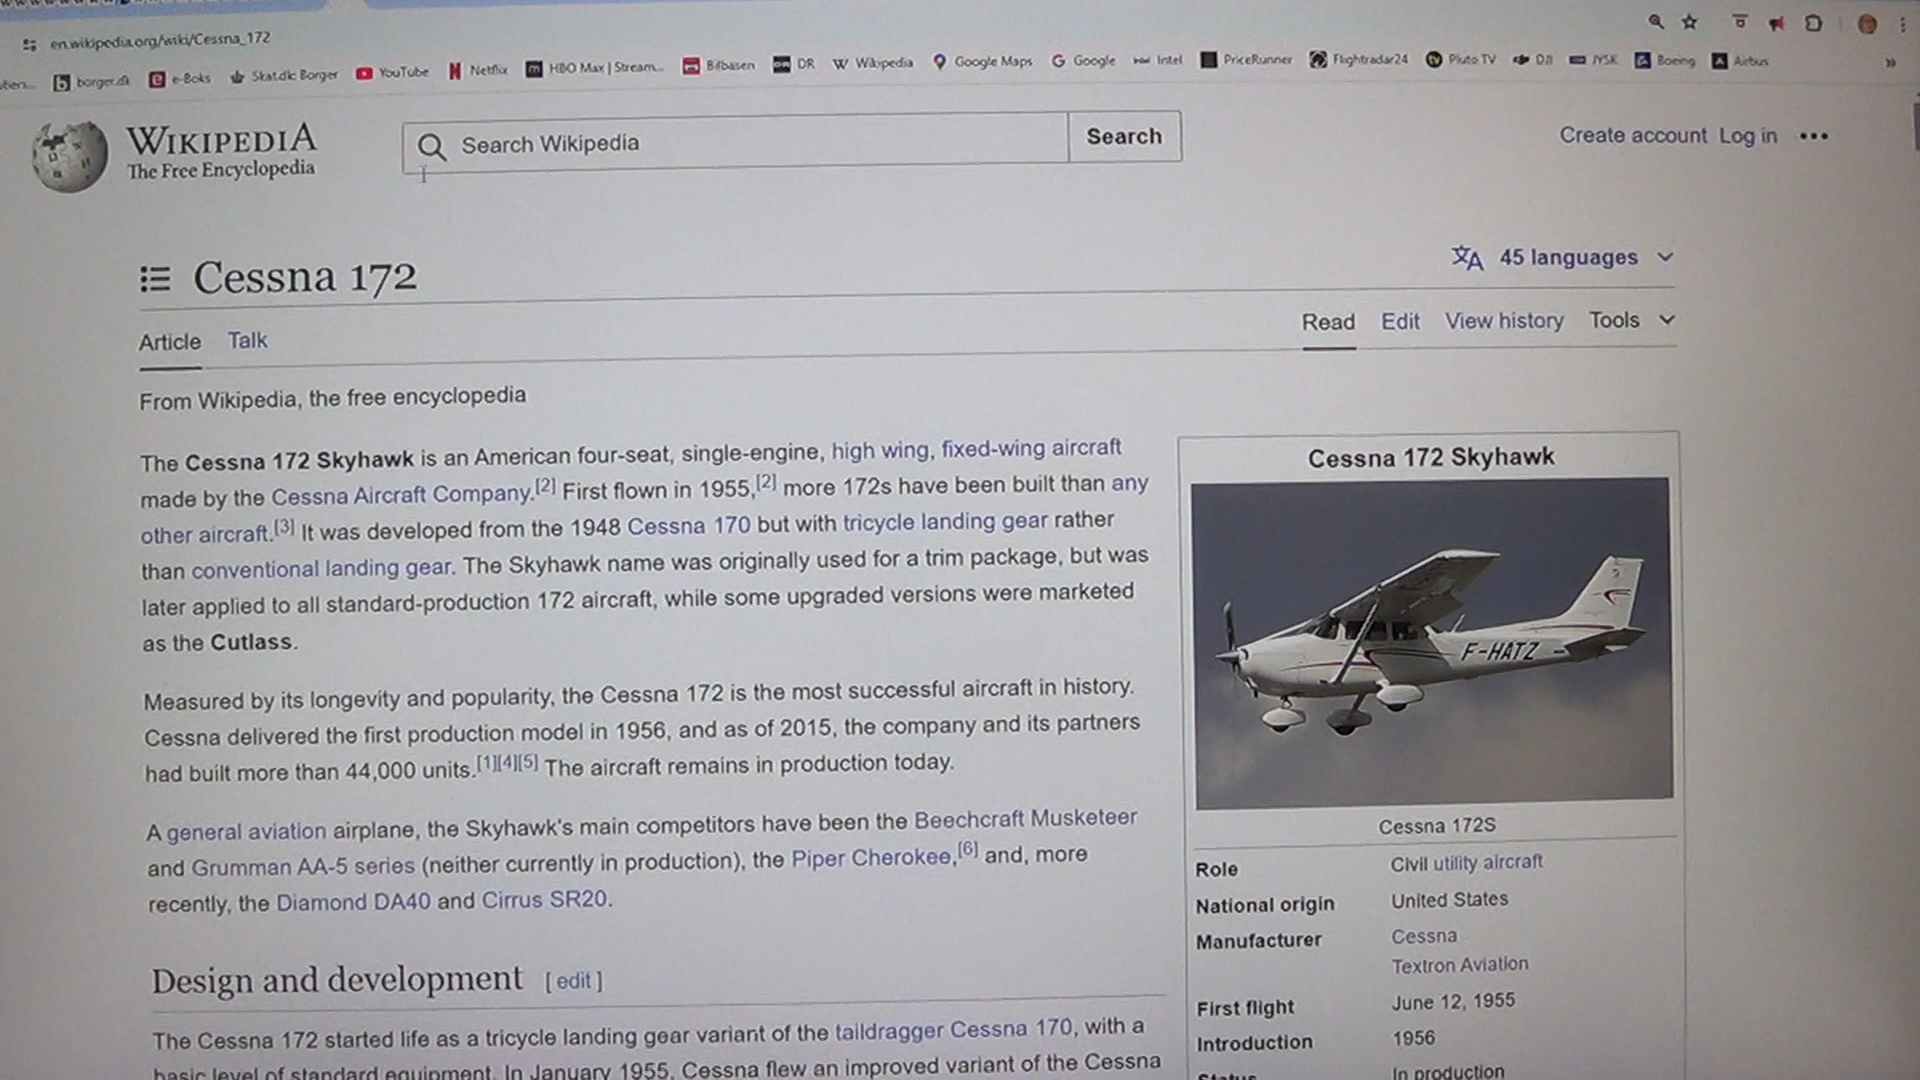 en.wikipedia.org/wiki/Cessna_172
borger.dk e-Boks Skat.dk: Borger YouTube Netflix HBO Max | Stream... Bilbasen DR Wikipedia Google Maps Google Intel PriceRunner Flightradar24 Pluto TV DJI JYSK Boeing Airbus »
WIKIPEDIA
The Free Encyclopedia
Search Wikipedia
Search
Create account Log in •••
Cessna 172
45 languages
Article Talk
Read Edit View history Tools
From Wikipedia, the free encyclopedia
The Cessna 172 Skyhawk is an American four-seat, single-engine, high wing, fixed-wing aircraft
made by the Cessna Aircraft Company.[2] First flown in 1955,[2] more 172s have been built than any
other aircraft.[3] It was developed from the 1948 Cessna 170 but with tricycle landing gear rather
than conventional landing gear. The Skyhawk name was originally used for a trim package, but was
later applied to all standard-production 172 aircraft, while some upgraded versions were marketed
as the Cutlass.
Measured by its longevity and popularity, the Cessna 172 is the most successful aircraft in history.
Cessna delivered the first production model in 1956, and as of 2015, the company and its partners
had built more than 44,000 units.[1][4][5] The aircraft remains in production today.
A general aviation airplane, the Skyhawk's main competitors have been the Beechcraft Musketeer
and Grumman AA-5 series (neither currently in production), the Piper Cherokee,[6] and, more
recently, the Diamond DA40 and Cirrus SR20.
Design and development [edit]
The Cessna 172 started life as a tricycle landing gear variant of the taildragger Cessna 170, with a
basic level of standard equipment. In January 1955, Cessna flew an improved variant of the Cessna
Cessna 172 Skyhawk
F-HATZ
Cessna 172S
Role Civil utility aircraft
National origin United States
Manufacturer Cessna
Textron Aviation
First flight June 12, 1955
Introduction 1956
Status In production